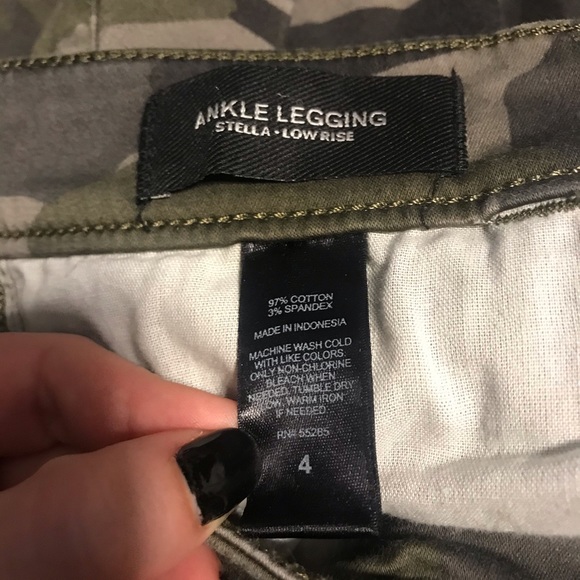 ANKLE LEGGING
STELLA • LOW RISE
97% COTTON
3% SPANDEX
MADE IN INDONESIA
MACHINE WASH COLD
WITH LIKE COLORS.
ONLY NON-CHLORINE
BLEACH WHEN
NEEDED. TUMBLE DRY
LOW, WARM IRON
IF NEEDED
RN# 55285
4